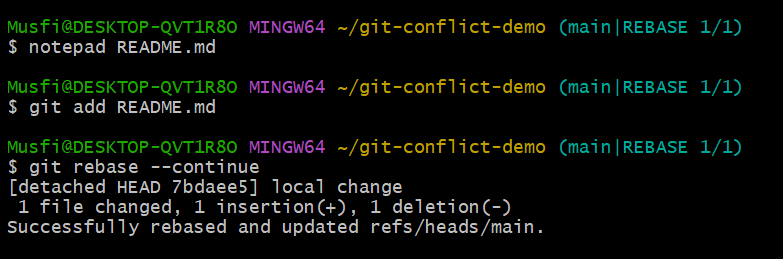 Musfi@DESKTOP-QVT1R8O MINGW64 ~/git-conflict-demo (main|REBASE 1/1)
$ notepad README.md
Musfi@DESKTOP-QVT1R8O MINGW64 ~/git-conflict-demo (main|REBASE 1/1)
$ git add README.md
Musfi@DESKTOP-QVT1R8O MINGW64 ~/git-conflict-demo (main|REBASE 1/1)
$ git rebase --continue
[detached HEAD 7bdaee5] local change
 1 file changed, 1 insertion(+), 1 deletion(-)
Successfully rebased and updated refs/heads/main.